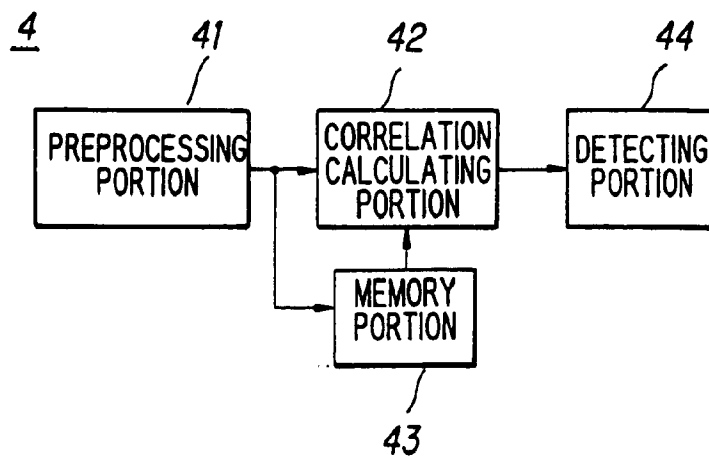 4
41
42
44
PREPROCESSING
PORTION
CORRELATION
CALCULATING
PORTION
DETECTING
PORTION
MEMORY
PORTION
43